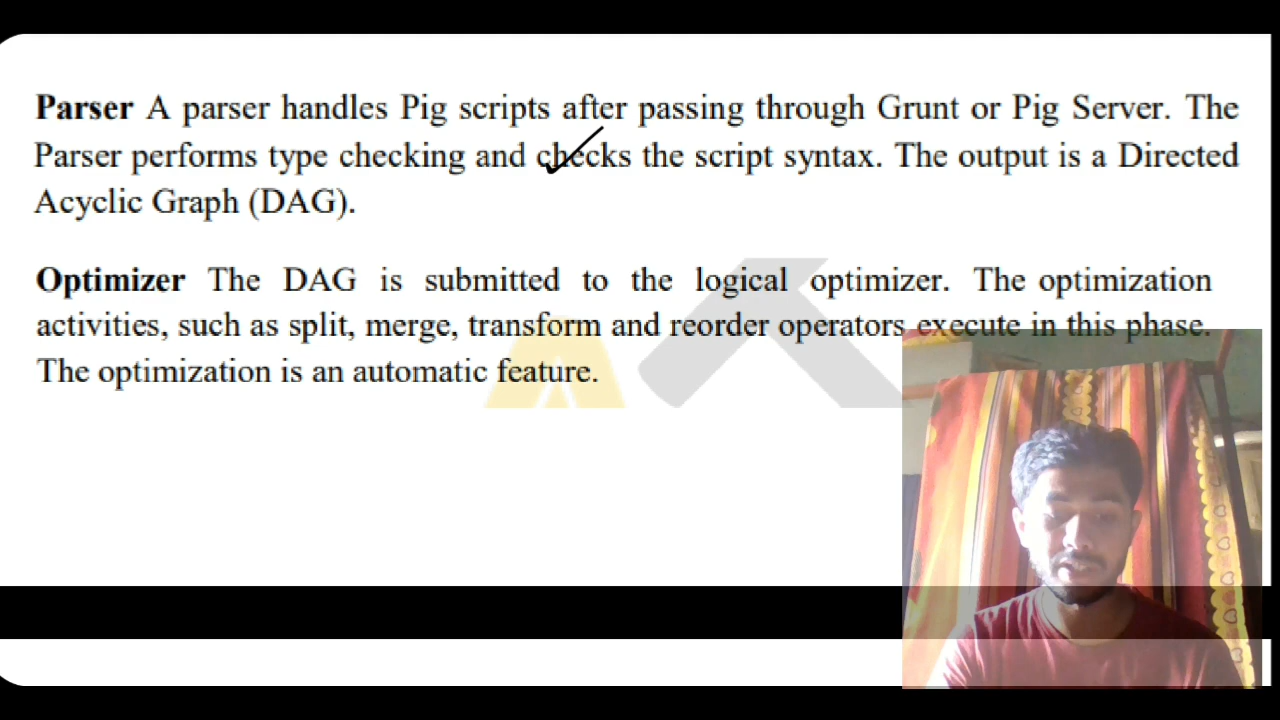 Parser A parser handles Pig scripts after passing through Grunt or Pig Server. The
Parser performs type checking and checks the script syntax. The output is a Directed
Acyclic Graph (DAG).
Optimizer The DAG is submitted to the logical optimizer. The optimization
activities, such as split, merge, transform and reorder operators execute in this phase.
The optimization is an automatic feature.